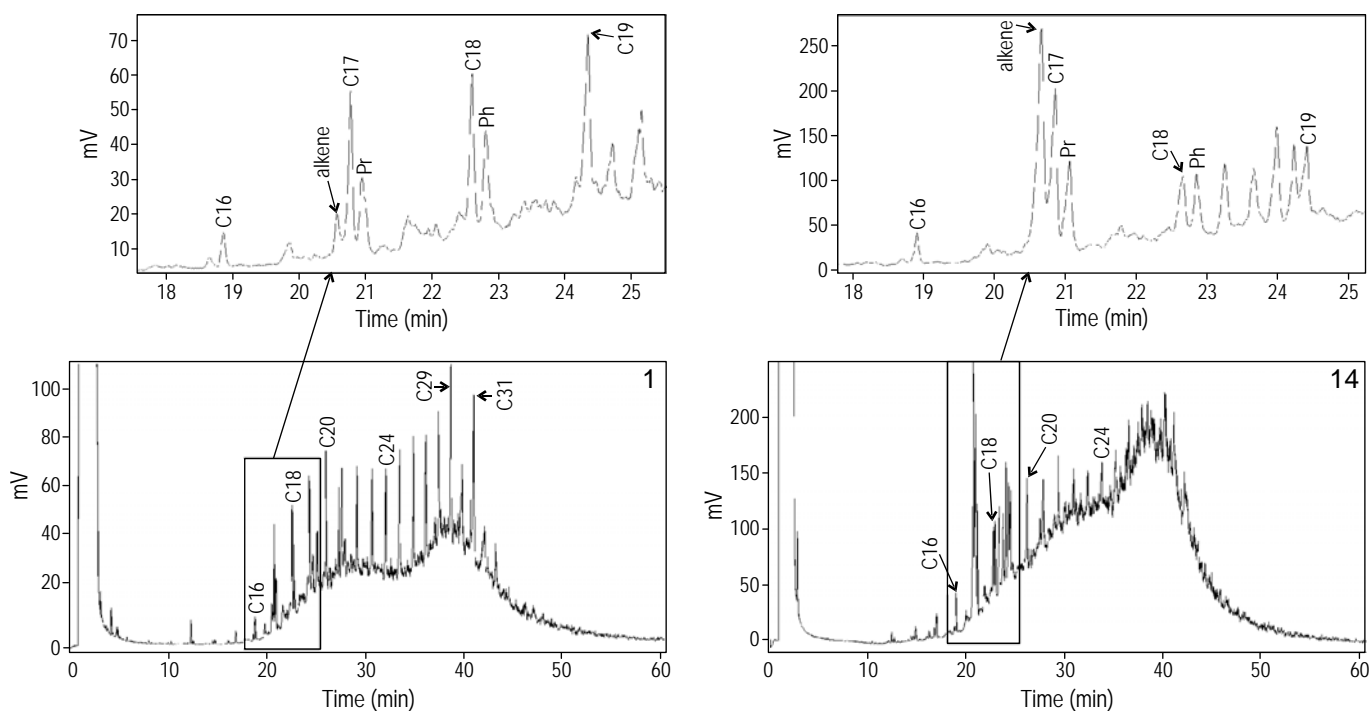 70
60
50
40
30
20
10
mV
C16
alkene
C17
Pr
C18
Ph
C19
18 19 20 21 22 23 24 25
Time (min)
250
200
150
100
50
0
mV
C16
alkene
C17
Pr
C18
Ph
C19
18 19 20 21 22 23 24 25
Time (min)
1
100
80
60
40
20
0
mV
C16
C18
C20
C24
C29
C31
0 10 20 30 40 50 60
Time (min)
14
200
150
100
50
0
mV
C16
C18
C20
C24
0 10 20 30 40 50 60
Time (min)